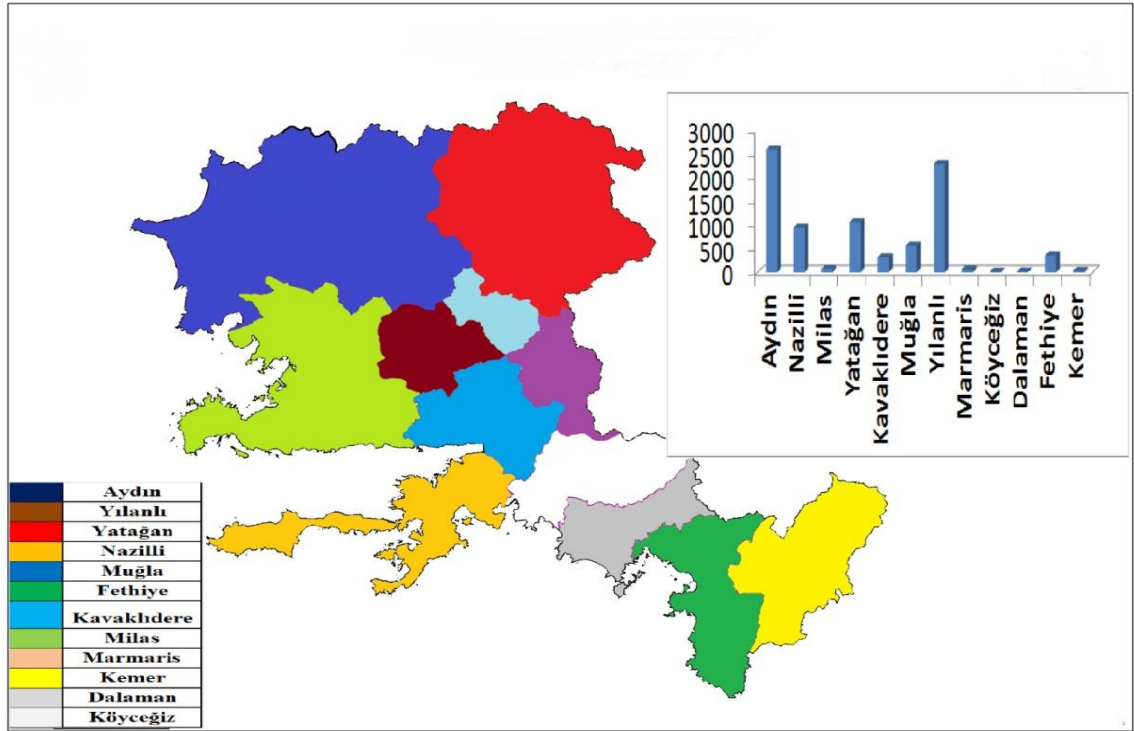 3000
2500
2000
1500
1000
500
0
Aydın
Nazilli
Milas
Yatağan
Kavaklıdere
Muğla
Yılanlı
Marmaris
Köyceğiz
Dalaman
Fethiye
Kemer
Aydın
Yılanlı
Yatağan
Nazilli
Muğla
Fethiye
Kavaklıdere
Milas
Marmaris
Kemer
Dalaman
Köyceğiz